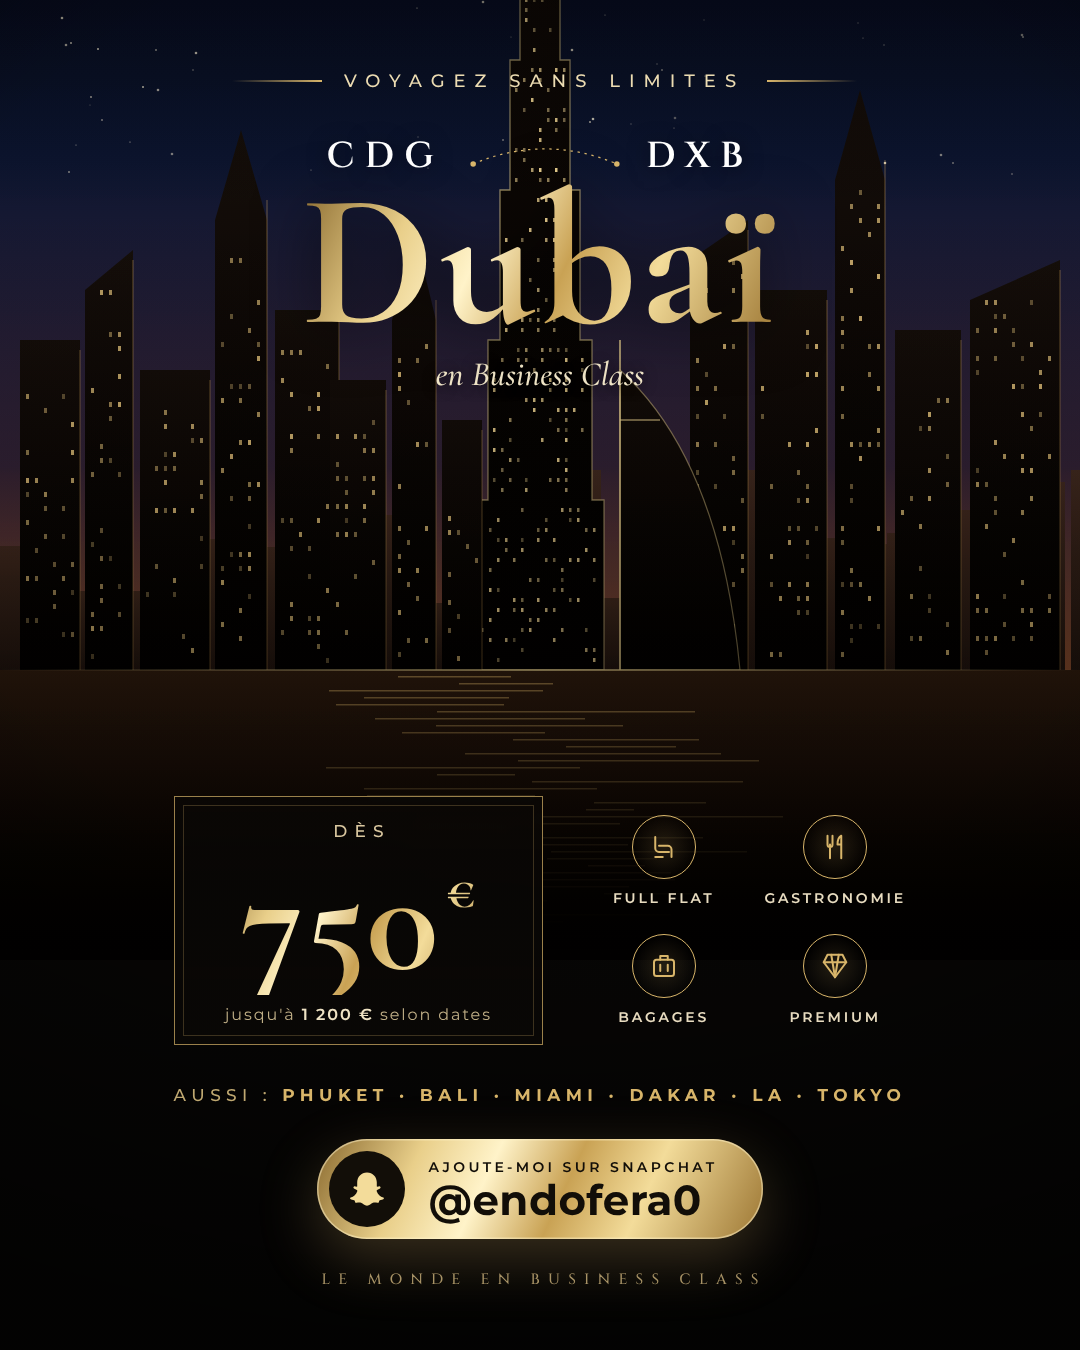 VOYAGEZ SANS LIMITES
CDG DXB
Dubaï
en Business Class
DÈS
750 €
jusqu'à 1 200 € selon dates
FULL FLAT
GASTRONOMIE
BAGAGES
PREMIUM
AUSSI : PHUKET · BALI · MIAMI · DAKAR · LA · TOKYO
AJOUTE-MOI SUR SNAPCHAT
@endofera0
LE MONDE EN BUSINESS CLASS